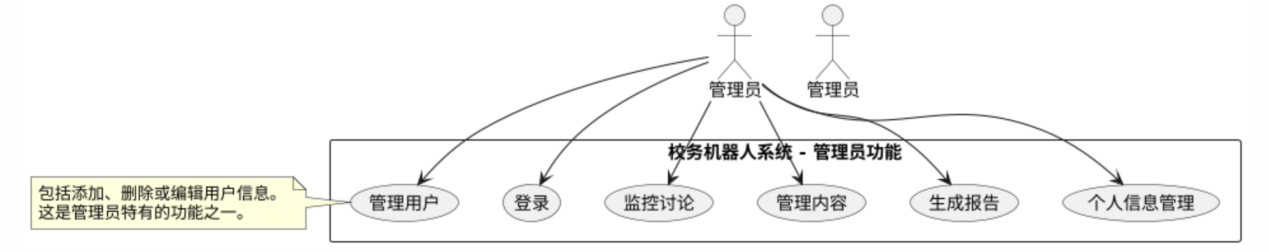 管理员
管理员
校务机器人系统 - 管理员功能
包括添加、删除或编辑用户信息。
这是管理员特有的功能之一。
管理用户
登录
监控讨论
管理内容
生成报告
个人信息管理